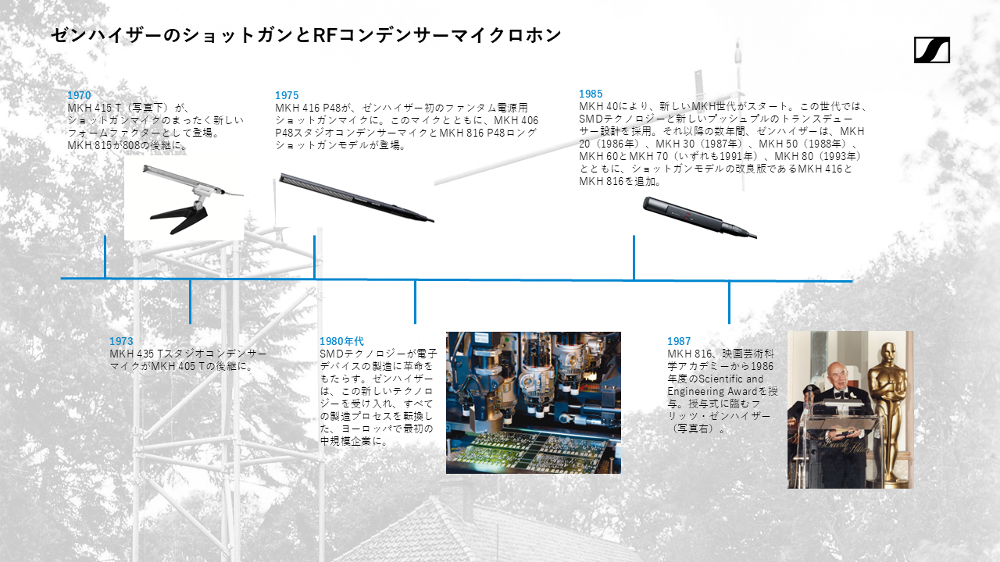 ゼンハイザーのショットガンとRFコンデンサーマイクロホン
1970
MKH 415 T（写真下）が、
ショットガンマイクのまったく新しい
フォームファクターとして登場。
MKH 815が808の後継に。
1975
MKH 416 P48が、ゼンハイザー初のファンタム電源用
ショットガンマイクに。このマイクとともに、MKH 406
P48スタジオコンデンサーマイクとMKH 816 P48ロング
ショットガンモデルが登場。
1985
MKH 40により、新しいMKH世代がスタート。この世代では、
SMDテクノロジーと新しいプッシュプルのトランスデュー
サー設計を採用。それ以降の数年間、ゼンハイザーは、MKH
20（1986年）、MKH 30（1987年）、MKH 50（1988年）、
MKH 60とMKH 70（いずれも1991年）、MKH 80（1993年）
とともに、ショットガンモデルの改良版であるMKH 416と
MKH 816を追加。
1973
MKH 435 Tスタジオコンデンサー
マイクがMKH 405 Tの後継に。
1980年代
SMDテクノロジーが電子
デバイスの製造に革命を
もたらす。ゼンハイザー
は、この新しいテクノロ
ジーを受け入れ、すべて
の製造プロセスを転換し
た、ヨーロッパで最初の
中規模企業に。
1987
MKH 816、映画芸術科
学アカデミーから1986
年度のScientific and
Engineering Awardを授
与。授与式に臨むフ
リッツ・ゼンハイザー
（写真右）。
Beverly Hilton